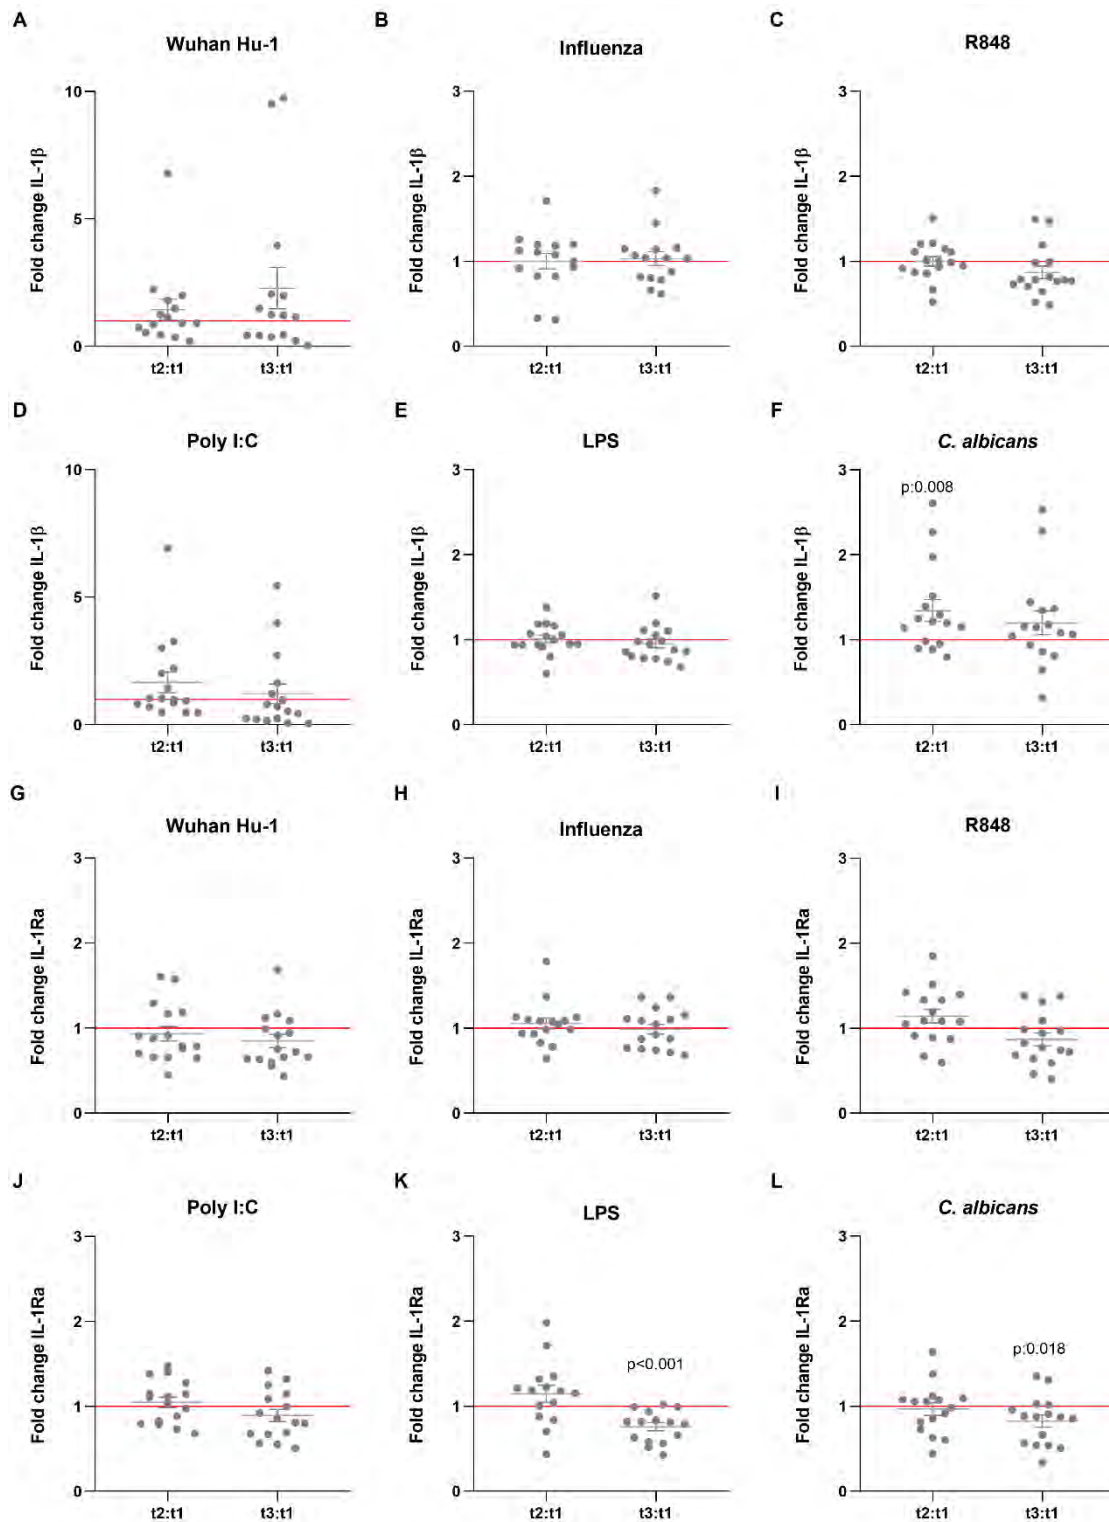 A
Wuhan Hu-1
Fold change IL-1β
10
5
0
t2:t1
t3:t1
B
Influenza
Fold change IL-1β
3
2
1
0
t2:t1
t3:t1
C
R848
Fold change IL-1β
3
2
1
0
t2:t1
t3:t1
D
Poly I:C
Fold change IL-1β
10
5
0
t2:t1
t3:t1
E
LPS
Fold change IL-1β
3
2
1
0
t2:t1
t3:t1
F
C. albicans
Fold change IL-1β
3
2
1
0
p:0.008
t2:t1
t3:t1
G
Wuhan Hu-1
Fold change IL-1Ra
3
2
1
0
t2:t1
t3:t1
H
Influenza
Fold change IL-1Ra
3
2
1
0
t2:t1
t3:t1
I
R848
Fold change IL-1Ra
3
2
1
0
t2:t1
t3:t1
J
Poly I:C
Fold change IL-1Ra
3
2
1
0
t2:t1
t3:t1
K
LPS
Fold change IL-1Ra
3
2
1
0
p<0.001
t2:t1
t3:t1
L
C. albicans
Fold change IL-1Ra
3
2
1
0
p:0.018
t2:t1
t3:t1